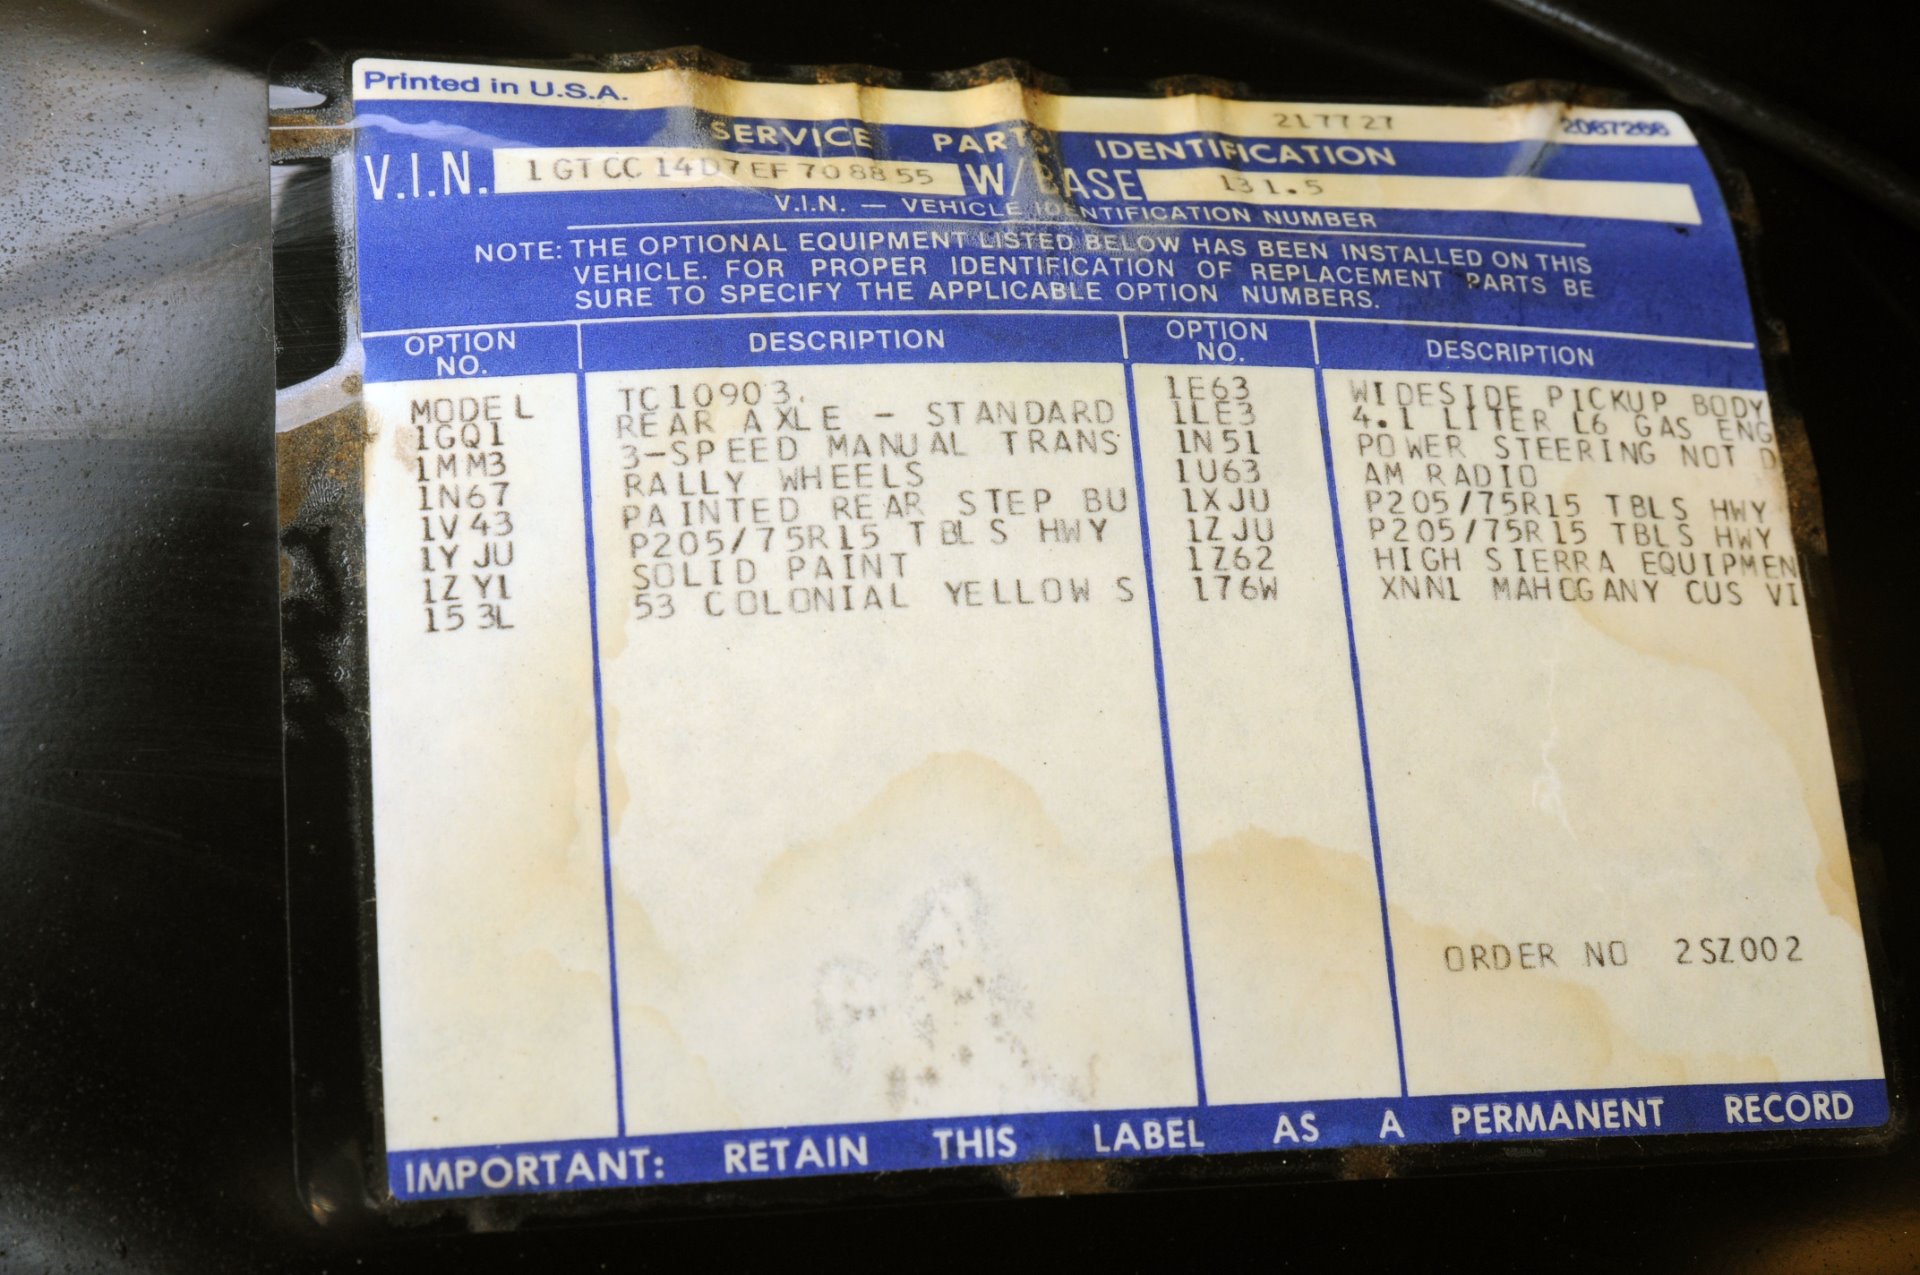 Printed in U.S.A.
217727 2067266
SERVICE PARTS IDENTIFICATION
V.I.N. 1GTCC14D7EF708855 W/BASE 131.5
V.I.N. — VEHICLE IDENTIFICATION NUMBER
NOTE: THE OPTIONAL EQUIPMENT LISTED BELOW HAS BEEN INSTALLED ON THIS
VEHICLE. FOR PROPER IDENTIFICATION OF REPLACEMENT PARTS BE
SURE TO SPECIFY THE APPLICABLE OPTION NUMBERS.
OPTION NO. DESCRIPTION OPTION NO. DESCRIPTION
MODEL TC10903. 1E63 WIDESIDE PICKUP BODY
1GQ1 REAR AXLE - STANDARD 1LE3 4.1 LITER L6 GAS ENG
1MM3 3-SPEED MANUAL TRANS 1N51 POWER STEERING NOT D
1N67 RALLY WHEELS 1U63 AM RADIO
1V43 PAINTED REAR STEP BU 1XJU P205/75R15 TBLS HWY
1YJU P205/75R15 TBLS HWY 1ZJU P205/75R15 TBLS HWY
1ZY1 SOLID PAINT 1Z62 HIGH SIERRA EQUIPMEN
153L 53 COLONIAL YELLOW S 176W XNN1 MAHOGANY CUS VI
ORDER NO 2SZ002
IMPORTANT: RETAIN THIS LABEL AS A PERMANENT RECORD